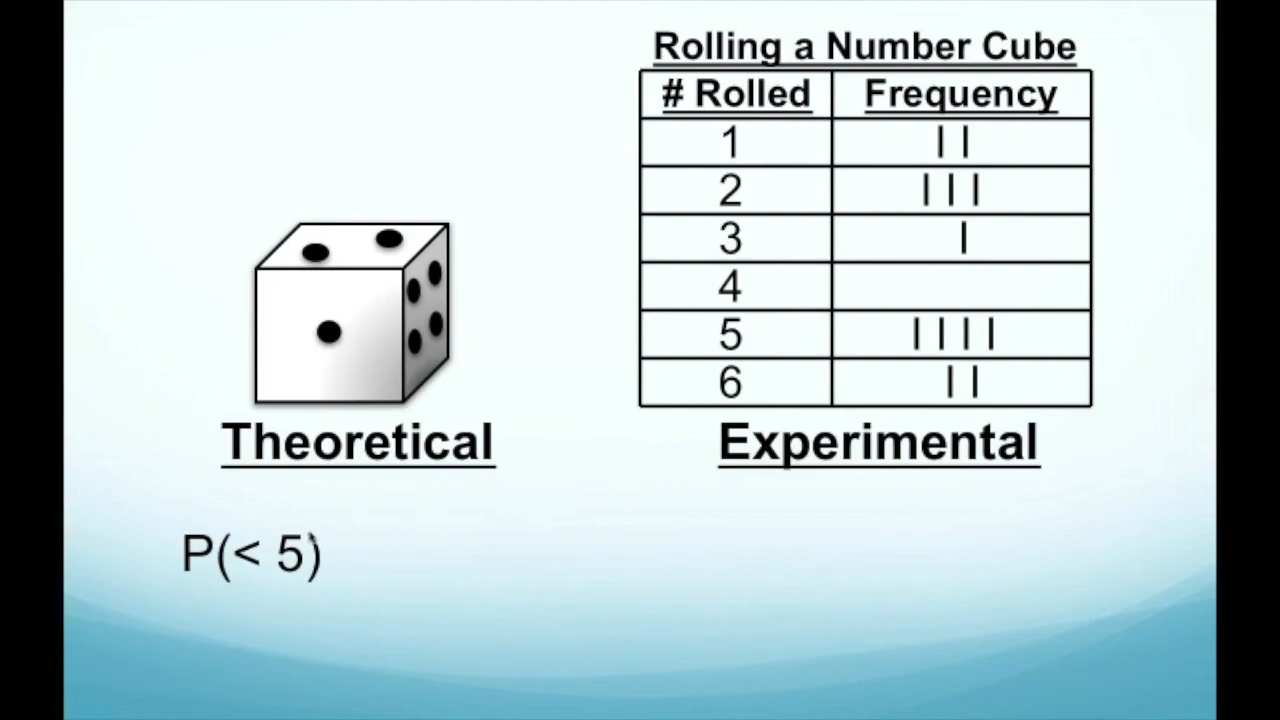 Rolling a Number Cube
# Rolled Frequency
1 ||
2 |||
3 |
4
5 ||||
6 ||
Theoretical Experimental
P(< 5)